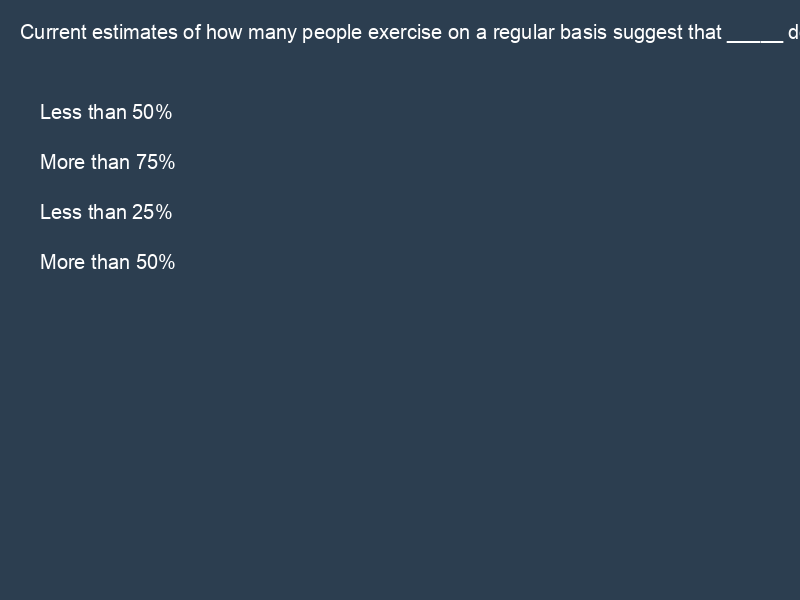 Current estimates of how many people exercise on a regular basis suggest that _____
Less than 50%
More than 75%
Less than 25%
More than 50%